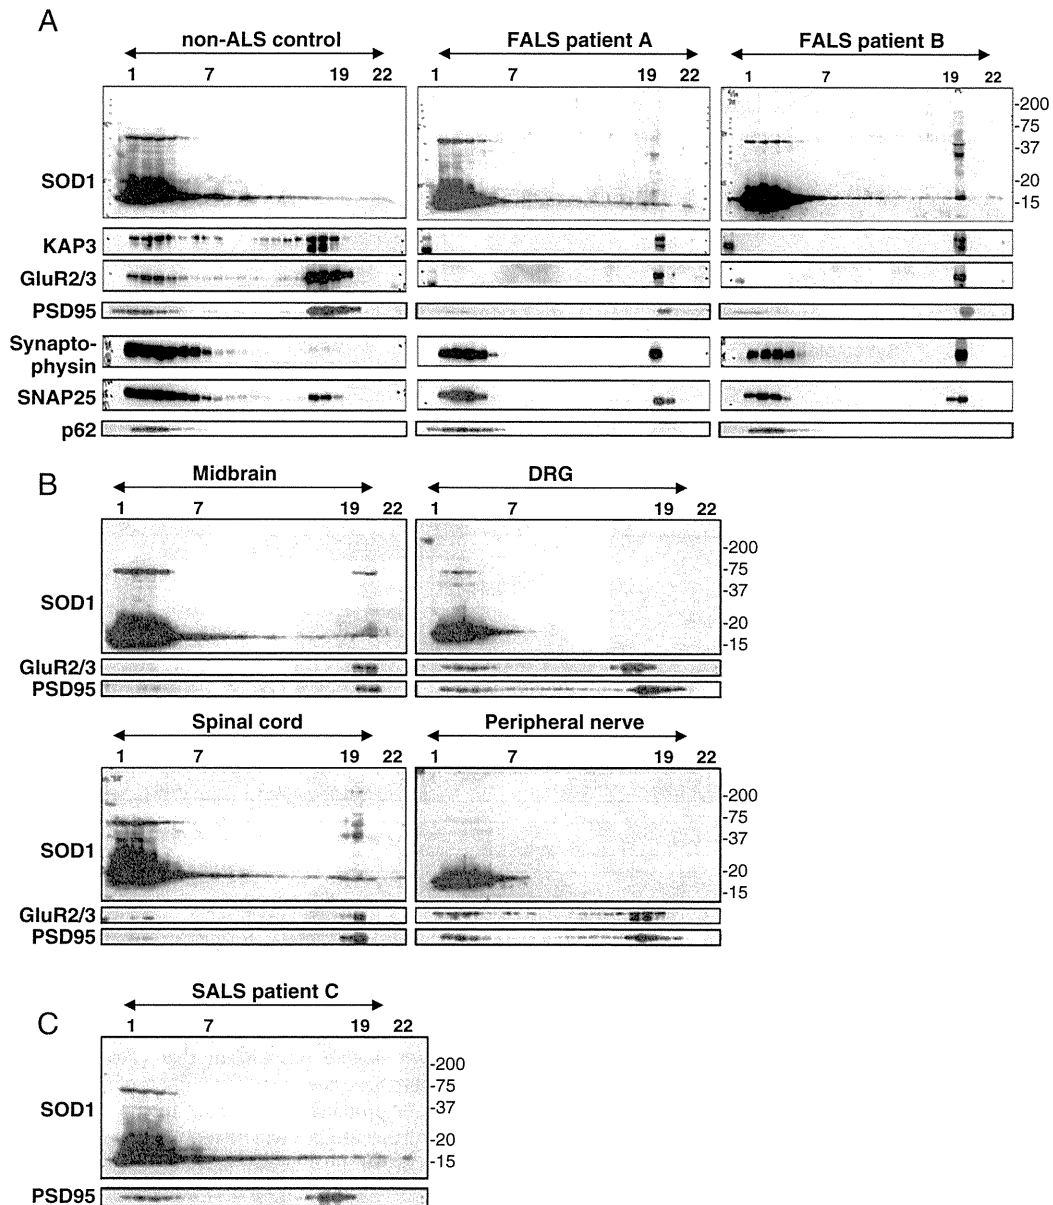 A
non-ALS control FALS patient A FALS patient B
1 7 19 22 1 7 19 22 1 7 19 22
-200
-75
-37
SOD1
-20
-15
KAP3
GluR2/3
PSD95
Synapto-
physin
SNAP25
p62
B
Midbrain DRG
1 7 19 22 1 7 19 22
-200
-75
-37
SOD1
-20
-15
GluR2/3
PSD95
Spinal cord Peripheral nerve
1 7 19 22 1 7 19 22
-200
-75
-37
SOD1
-20
-15
GluR2/3
PSD95
SALS patient C
C
1 7 19 22
-200
-75
SOD1 -37
-20
-15
PSD95